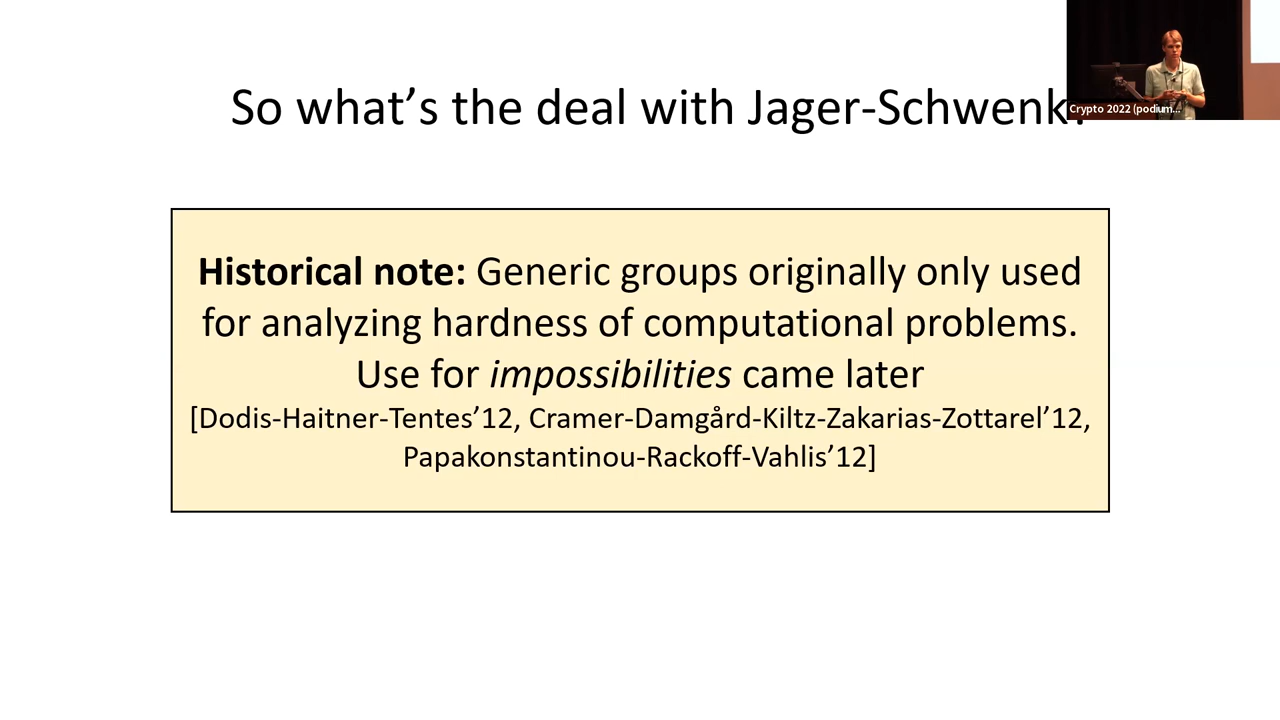 So what's the deal with Jager-Schwenk?
Crypto 2022 (podium...
Historical note: Generic groups originally only used
for analyzing hardness of computational problems.
Use for impossibilities came later
[Dodis-Haitner-Tentes'12, Cramer-Damgård-Kiltz-Zakarias-Zottarel'12,
Papakonstantinou-Rackoff-Vahlis'12]